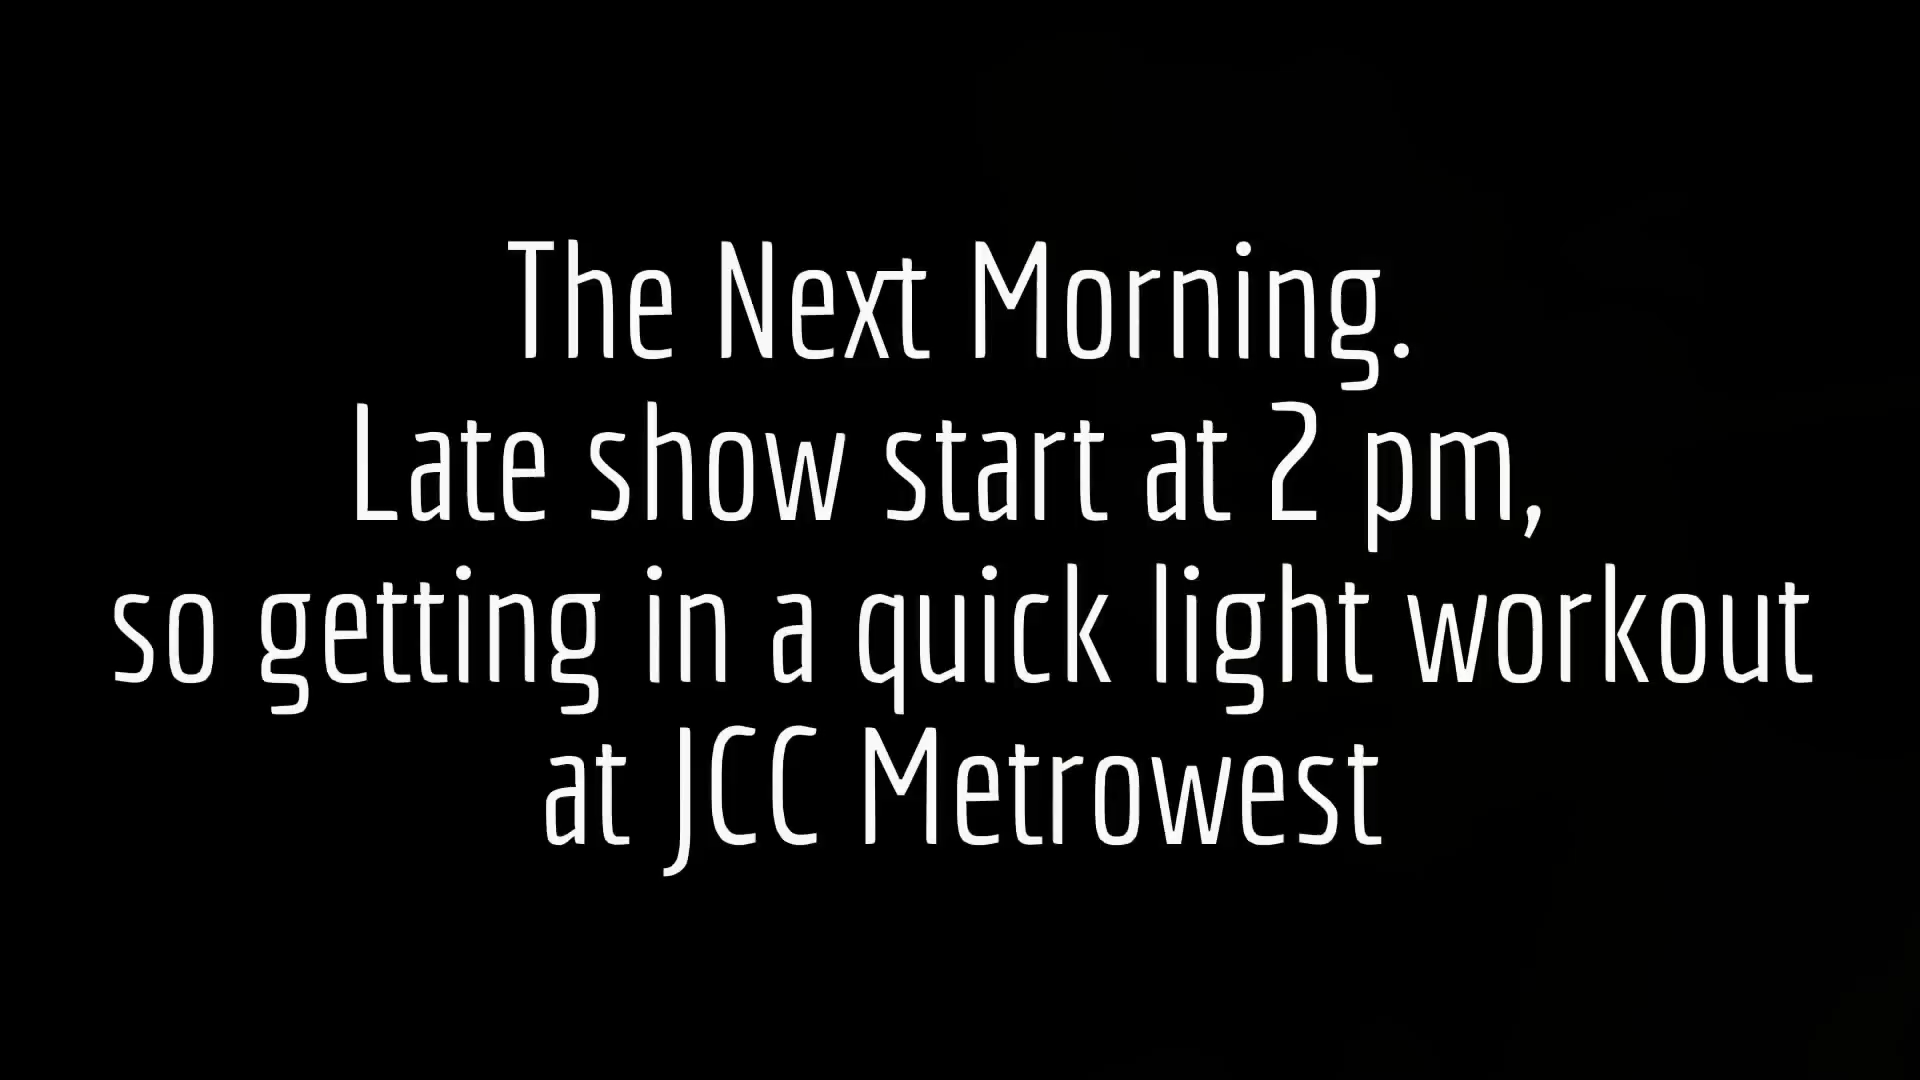 The Next Morning.
Late show start at 2 pm,
so getting in a quick light workout
at JCC Metrowest